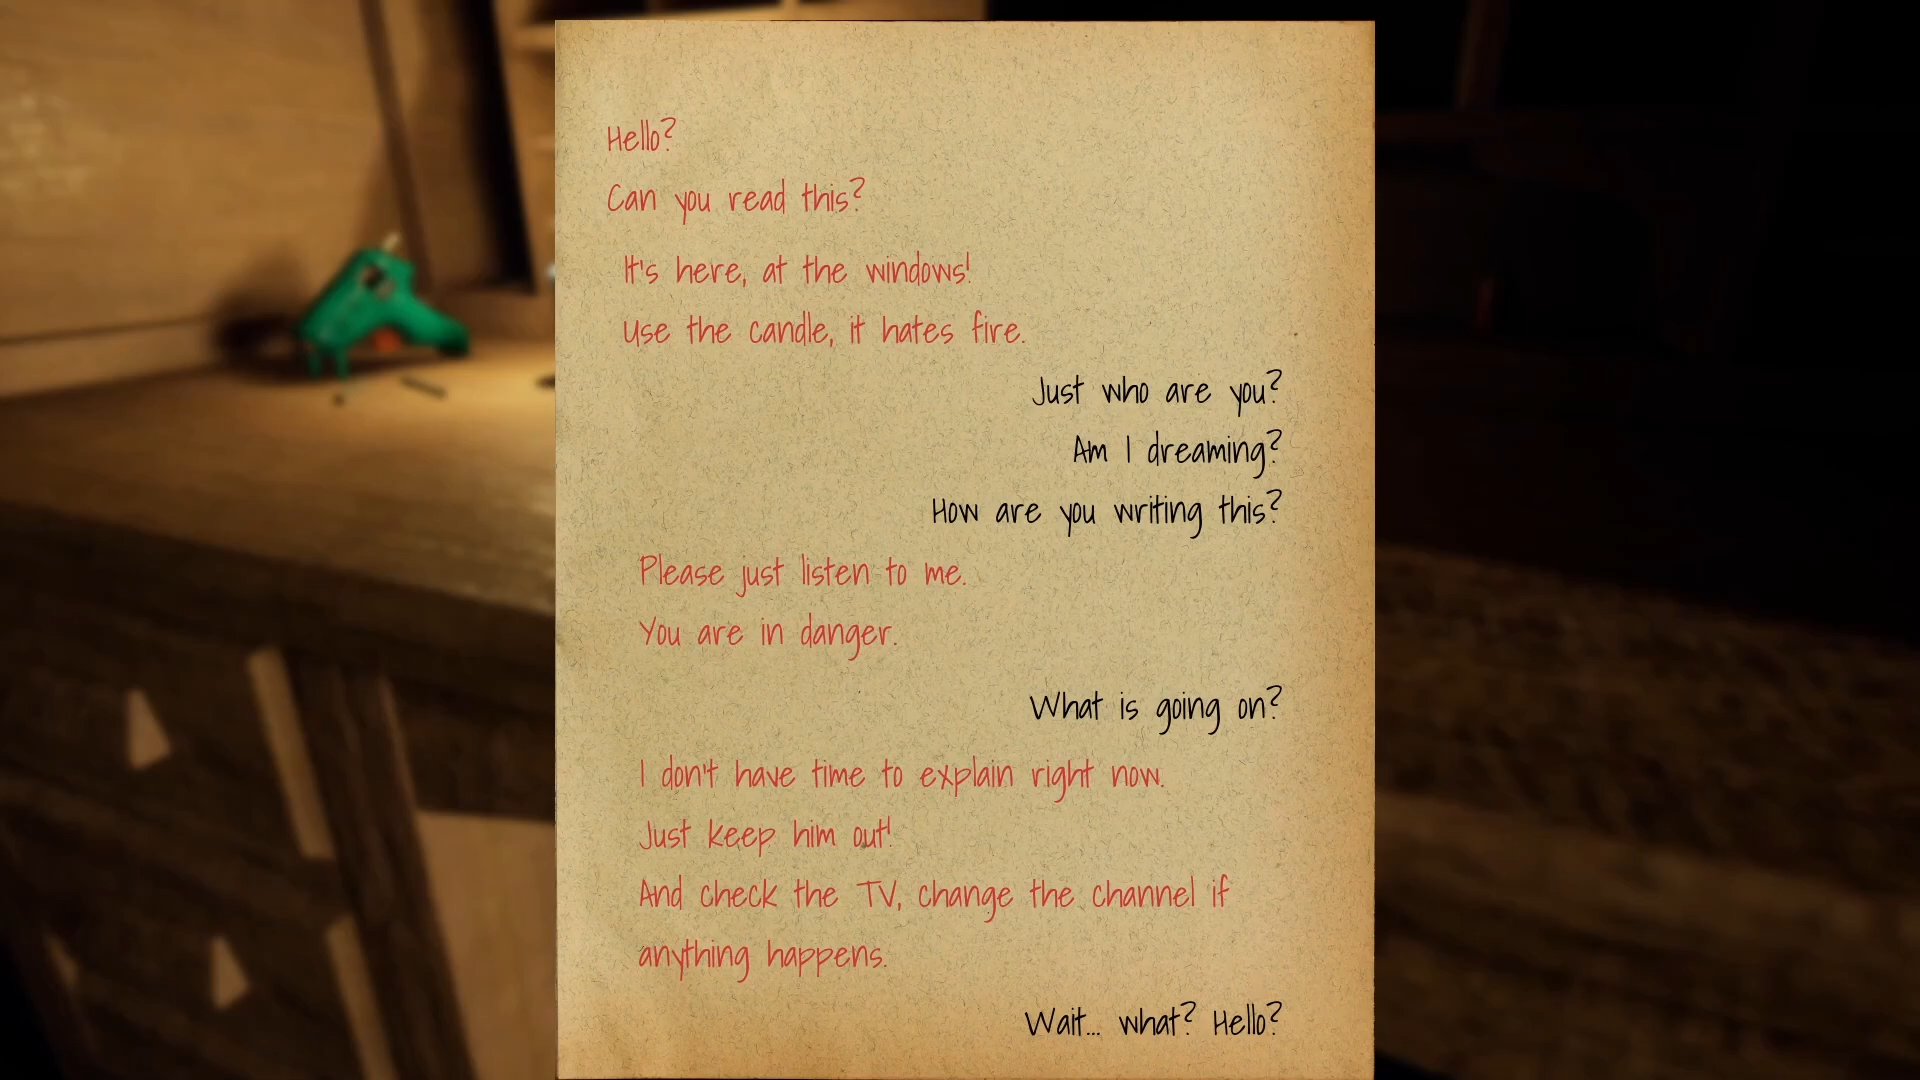 Hello?
Can you read this?
It's here, at the windows!
Use the candle, it hates fire.
Just who are you?
Am I dreaming?
How are you writing this?
Please just listen to me.
You are in danger.
What is going on?
I don't have time to explain right now.
Just keep him out!
And check the TV, change the channel if
anything happens.
Wait... what? Hello?